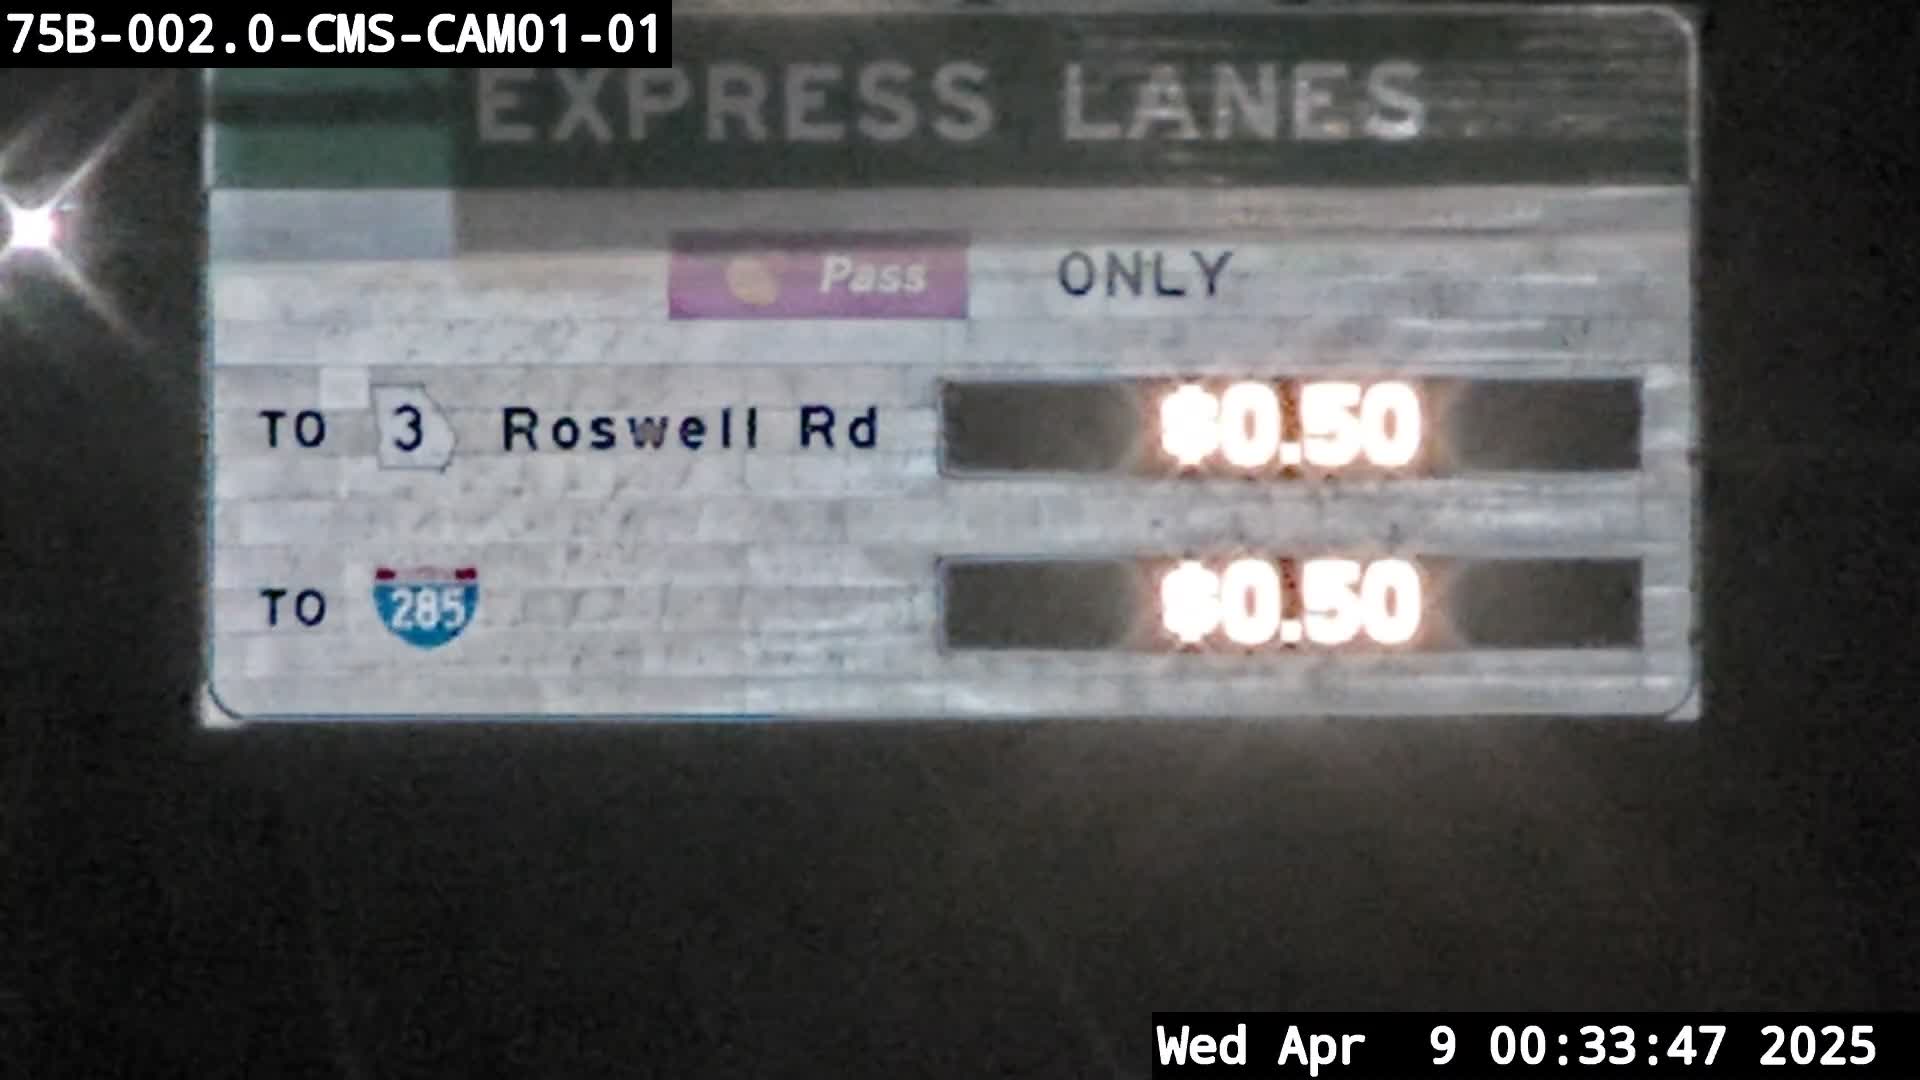 75B-002.0-CMS-CAM01-01
EXPRESS LANES
Pass ONLY
TO 3 Roswell Rd $0.50
TO 285 $0.50
Wed Apr 9 00:33:47 2025